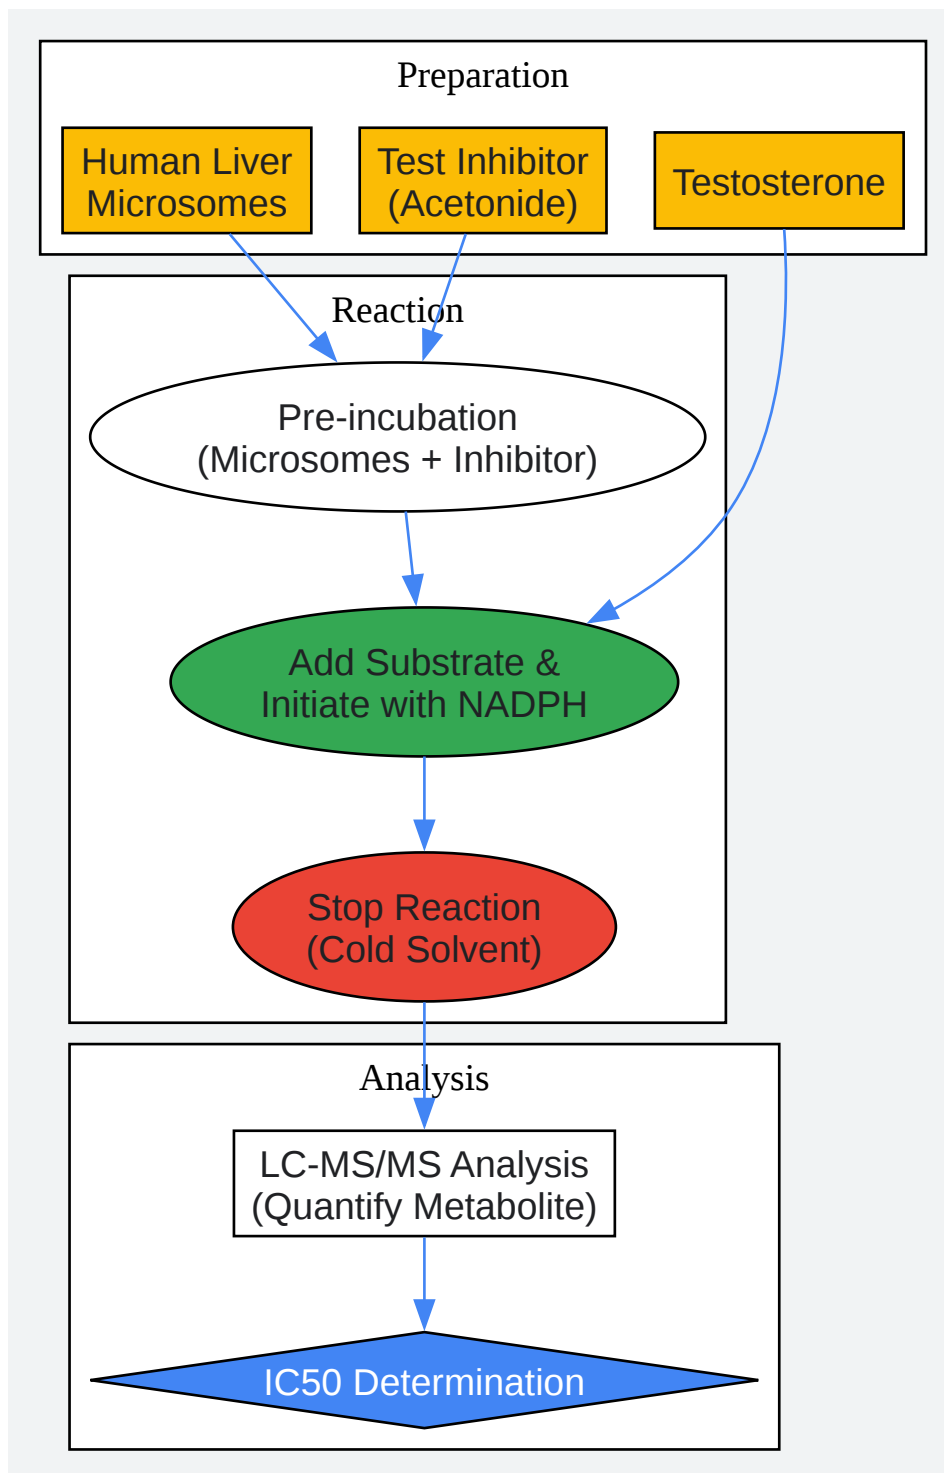 Preparation
Human Liver
Microsomes
Test Inhibitor
(Acetonide)
Testosterone
Reaction
Pre-incubation
(Microsomes + Inhibitor)
Add Substrate &
Initiate with NADPH
Stop Reaction
(Cold Solvent)
Analysis
LC-MS/MS Analysis
(Quantify Metabolite)
IC50 Determination